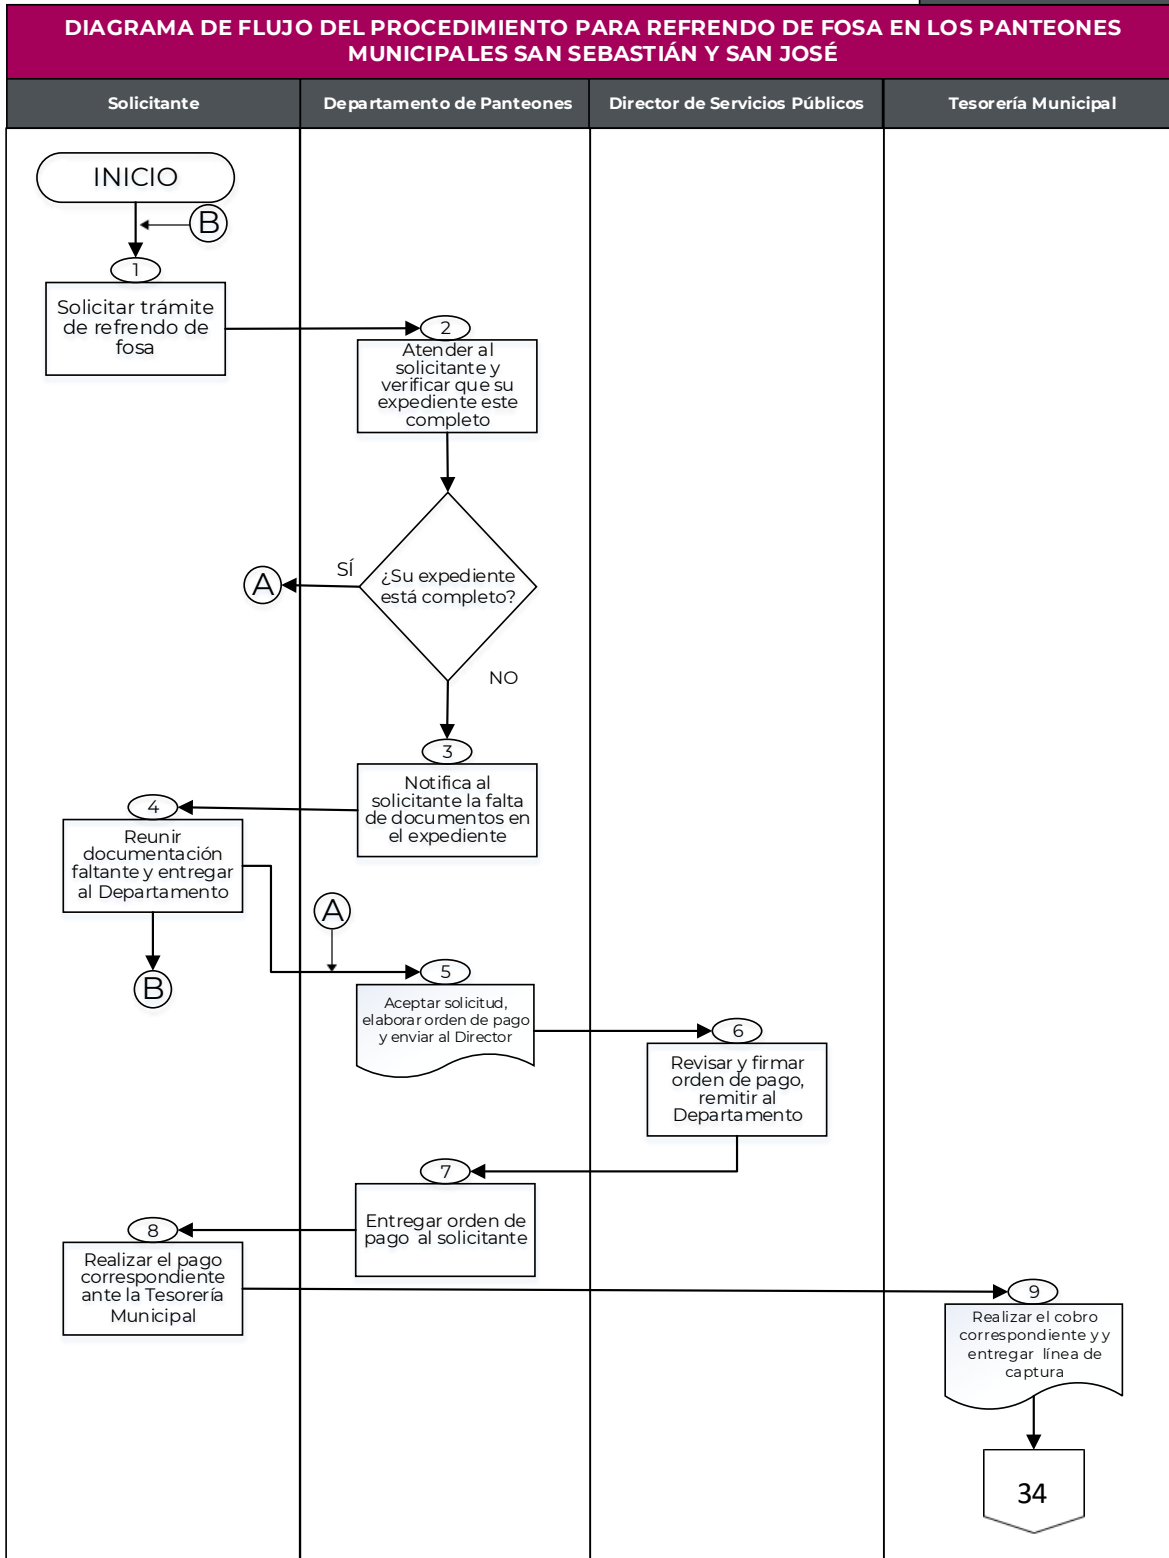 DIAGRAMA DE FLUJO DEL PROCEDIMIENTO PARA REFRENDO DE FOSA EN LOS PANTEONES
MUNICIPALES SAN SEBASTIÁN Y SAN JOSÉ
Solicitante
Departamento de Panteones
Director de Servicios Públicos
Tesorería Municipal
INICIO
B
1
Solicitar trámite
de refrendo de
fosa
2
Atender al
solicitante y
verificar que su
expediente este
completo
¿Su expediente
está completo?
SÍ
A
NO
3
Notifica al
solicitante la falta
de documentos en
el expediente
4
Reunir
documentación
faltante y entregar
al Departamento
B
A
5
Aceptar solicitud,
elaborar orden de pago
y enviar al Director
6
Revisar y firmar
orden de pago,
remitir al
Departamento
7
Entregar orden de
pago al solicitante
8
Realizar el pago
correspondiente
ante la Tesorería
Municipal
9
Realizar el cobro
correspondiente y y
entregar línea de
captura
34